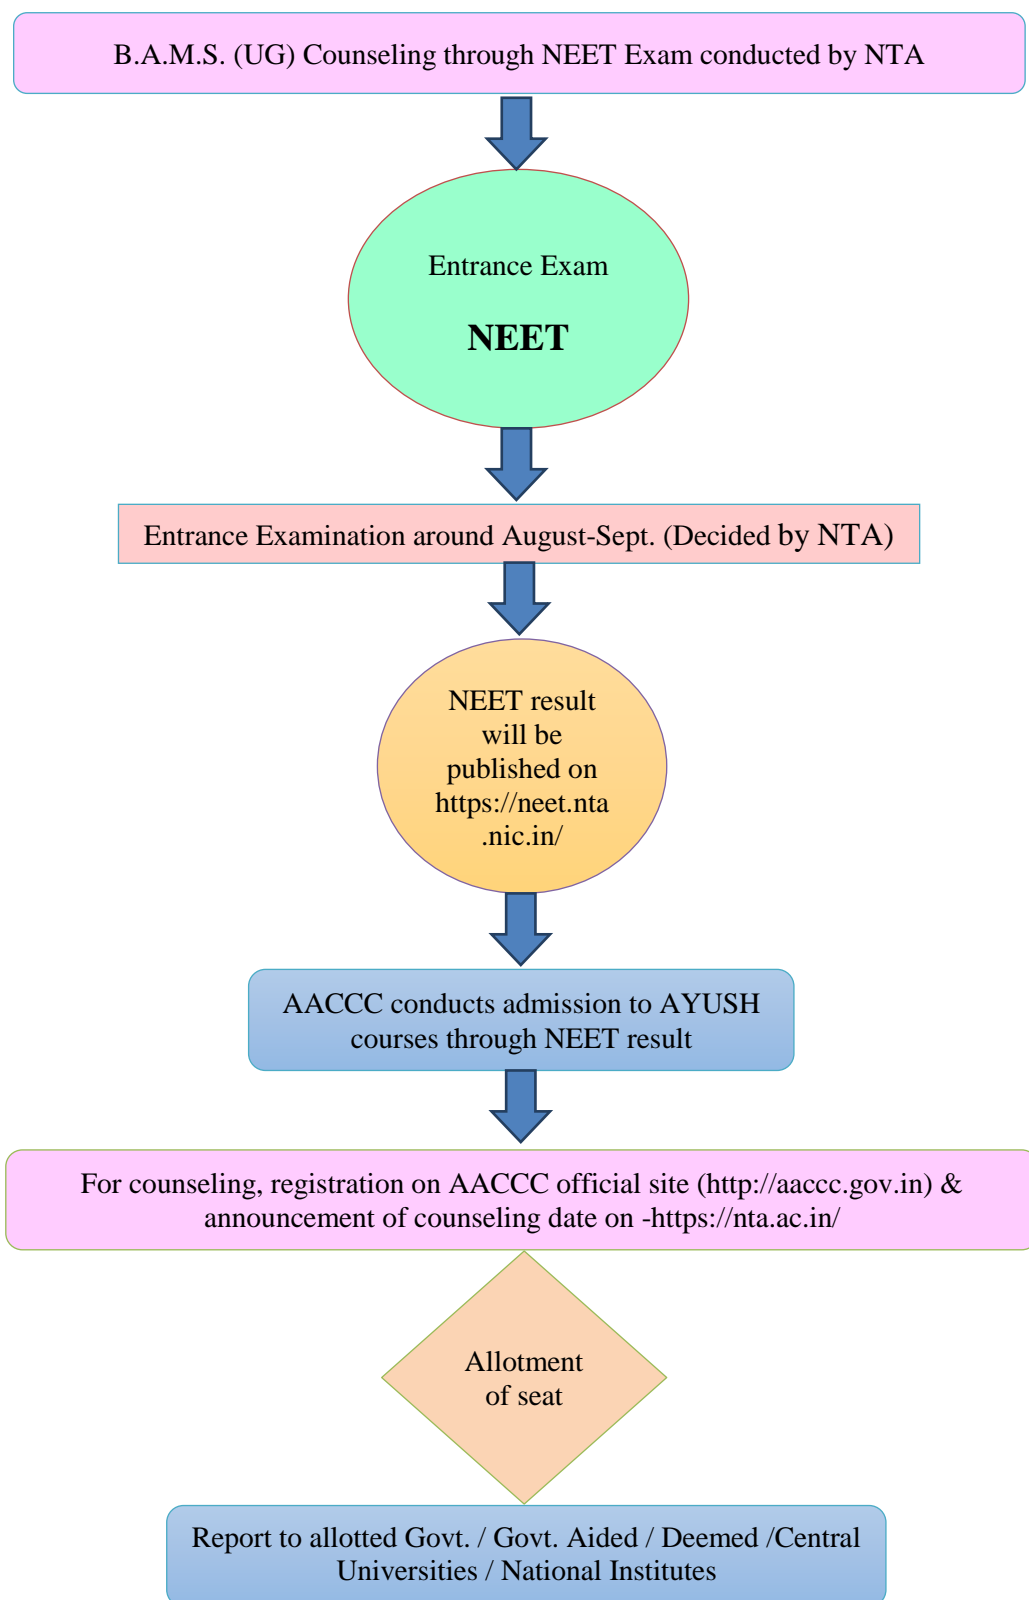 B.A.M.S. (UG) Counseling through NEET Exam conducted by NTA
Entrance Exam
NEET
Entrance Examination around August-Sept. (Decided by NTA)
NEET result
will be
published on
https://neet.nta
.nic.in/
AACCC conducts admission to AYUSH
courses through NEET result
For counseling, registration on AACCC official site (http://aaccc.gov.in) &
announcement of counseling date on -https://nta.ac.in/
Allotment
of seat
Report to allotted Govt. / Govt. Aided / Deemed /Central
Universities / National Institutes